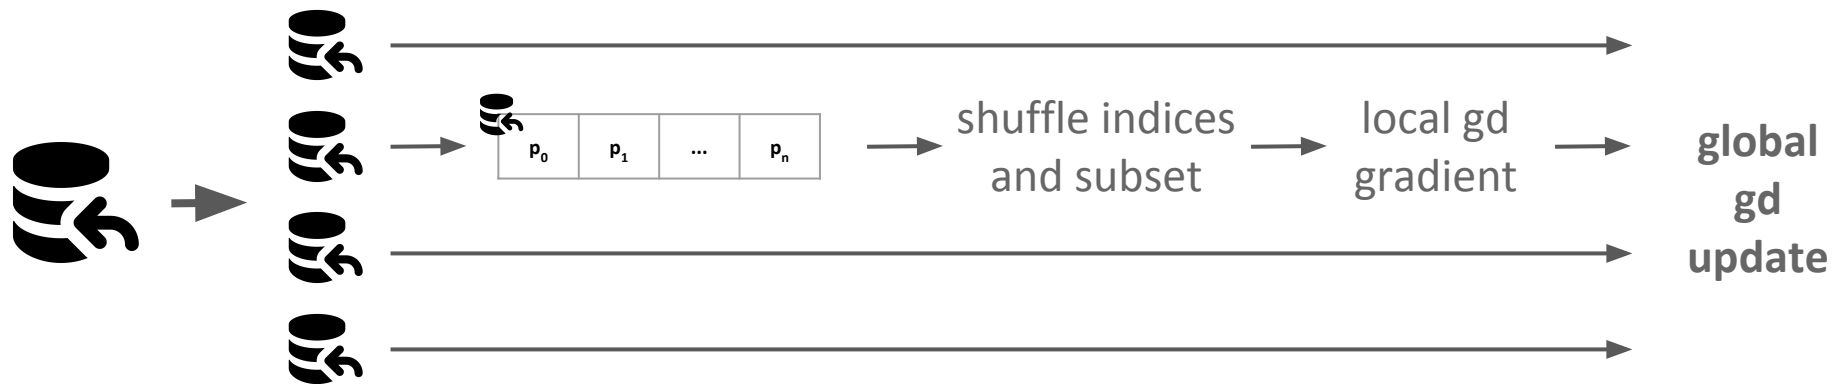 p₀ p₁ ... pₙ
shuffle indices
and subset
local gd
gradient
global
gd
update